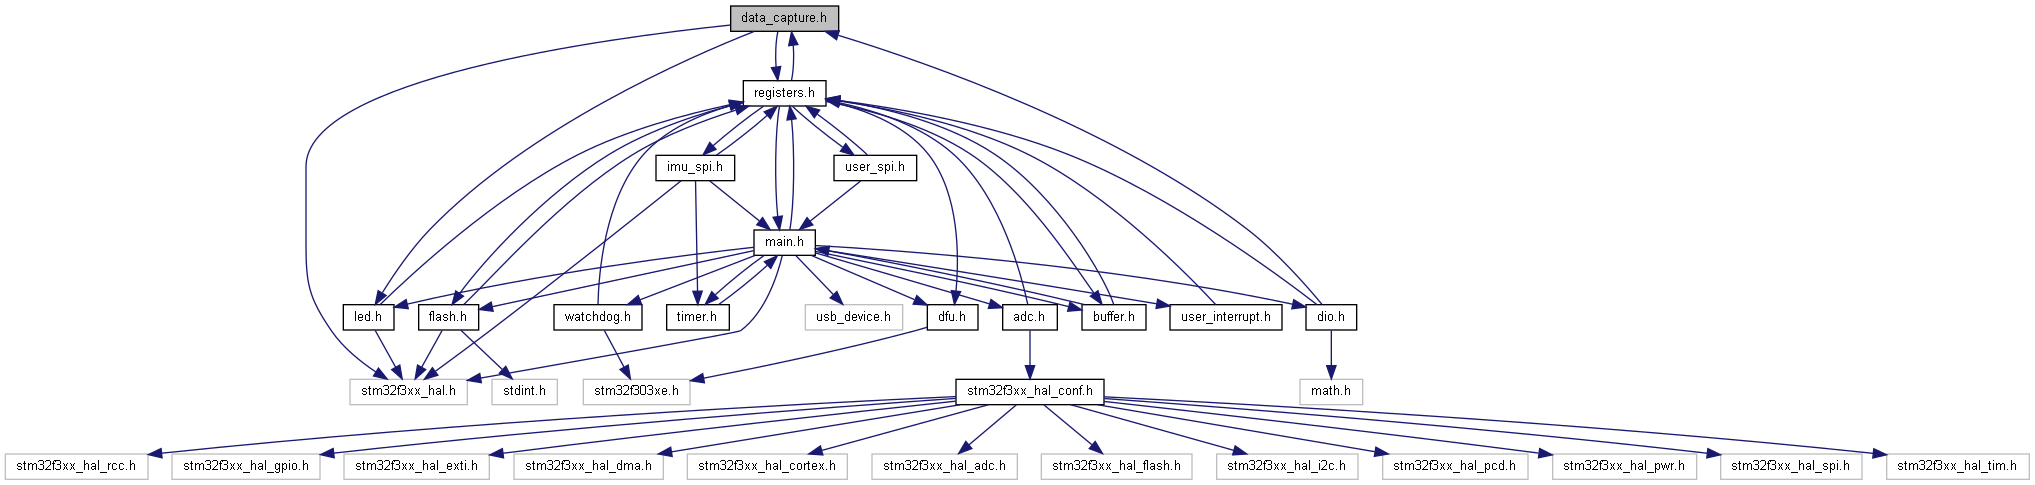 data_capture.h
registers.h
imu_spi.h
user_spi.h
main.h
led.h
flash.h
watchdog.h
timer.h
usb_device.h
dfu.h
adc.h
buffer.h
user_interrupt.h
dio.h
stm32f3xx_hal.h
stdint.h
stm32f303xe.h
stm32f3xx_hal_conf.h
math.h
stm32f3xx_hal_rcc.h
stm32f3xx_hal_gpio.h
stm32f3xx_hal_exti.h
stm32f3xx_hal_dma.h
stm32f3xx_hal_cortex.h
stm32f3xx_hal_adc.h
stm32f3xx_hal_flash.h
stm32f3xx_hal_i2c.h
stm32f3xx_hal_pcd.h
stm32f3xx_hal_pwr.h
stm32f3xx_hal_spi.h
stm32f3xx_hal_tim.h